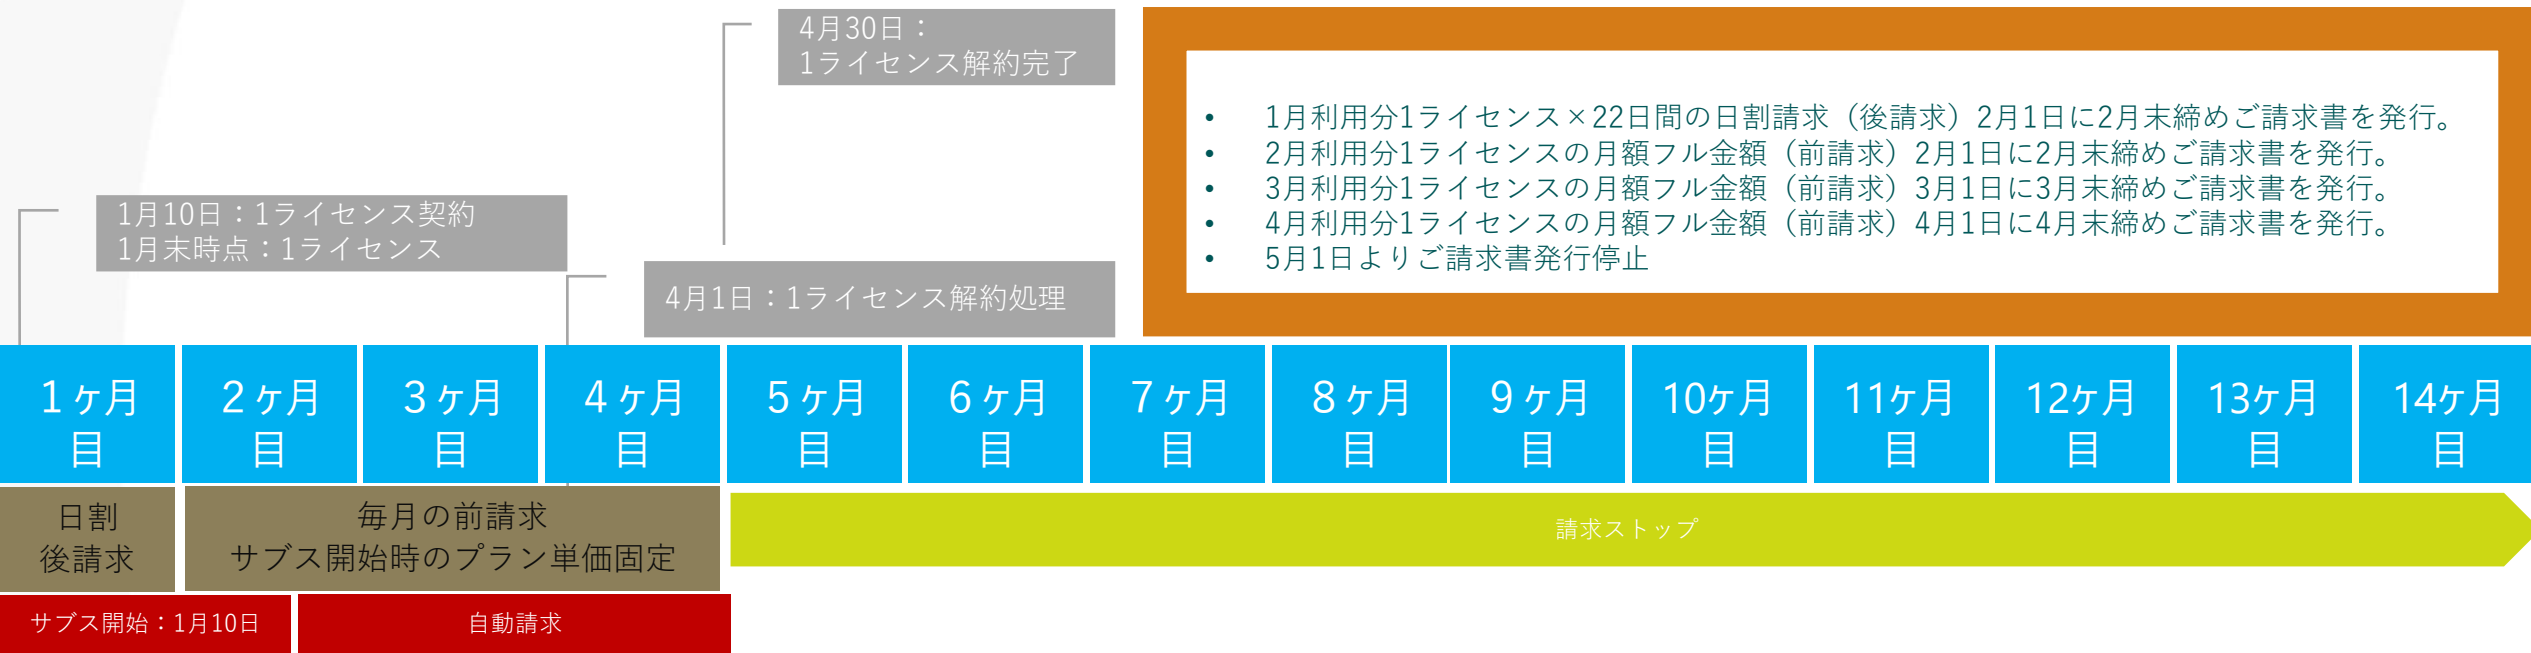 4月30日：
1ライセンス解約完了
• 1月利用分1ライセンス×22日間の日割請求（後請求）2月1日に2月末締めご請求書を発行。
• 2月利用分1ライセンスの月額フル金額（前請求）2月1日に2月末締めご請求書を発行。
• 3月利用分1ライセンスの月額フル金額（前請求）3月1日に3月末締めご請求書を発行。
• 4月利用分1ライセンスの月額フル金額（前請求）4月1日に4月末締めご請求書を発行。
• 5月1日よりご請求書発行停止
1月10日：1ライセンス契約
1月末時点：1ライセンス
4月1日：1ライセンス解約処理
１ヶ月
目
２ヶ月
目
３ヶ月
目
４ヶ月
目
５ヶ月
目
６ヶ月
目
７ヶ月
目
８ヶ月
目
９ヶ月
目
10ヶ月
目
11ヶ月
目
12ヶ月
目
13ヶ月
目
14ヶ月
目
日割
後請求
毎月の前請求
サブス開始時のプラン単価固定
請求ストップ
サブス開始：1月10日
自動請求